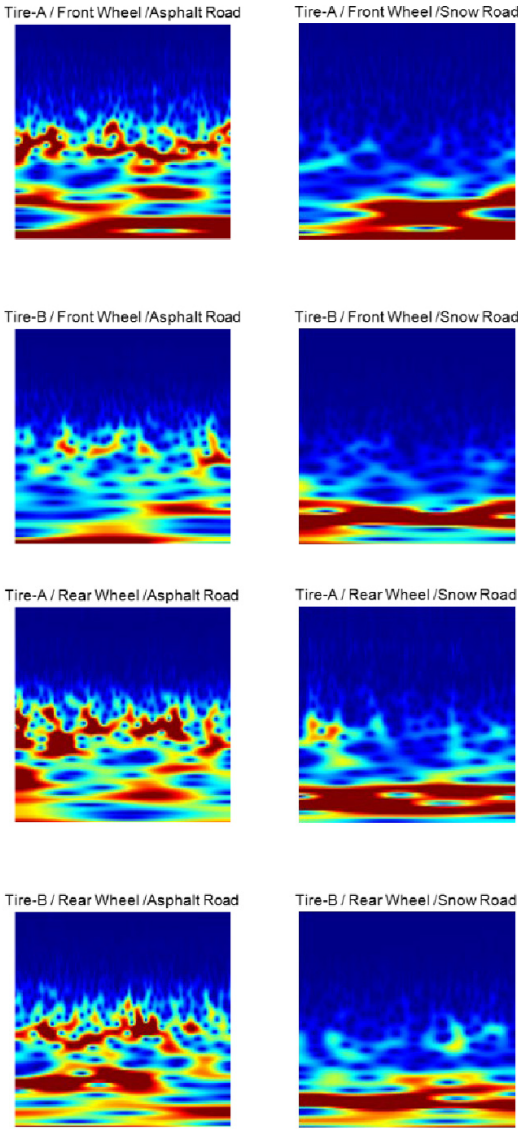 Tire-A / Front Wheel /Asphalt Road
Tire-A / Front Wheel /Snow Road
Tire-B / Front Wheel /Asphalt Road
Tire-B / Front Wheel /Snow Road
Tire-A / Rear Wheel /Asphalt Road
Tire-A / Rear Wheel /Snow Road
Tire-B / Rear Wheel /Asphalt Road
Tire-B / Rear Wheel /Snow Road